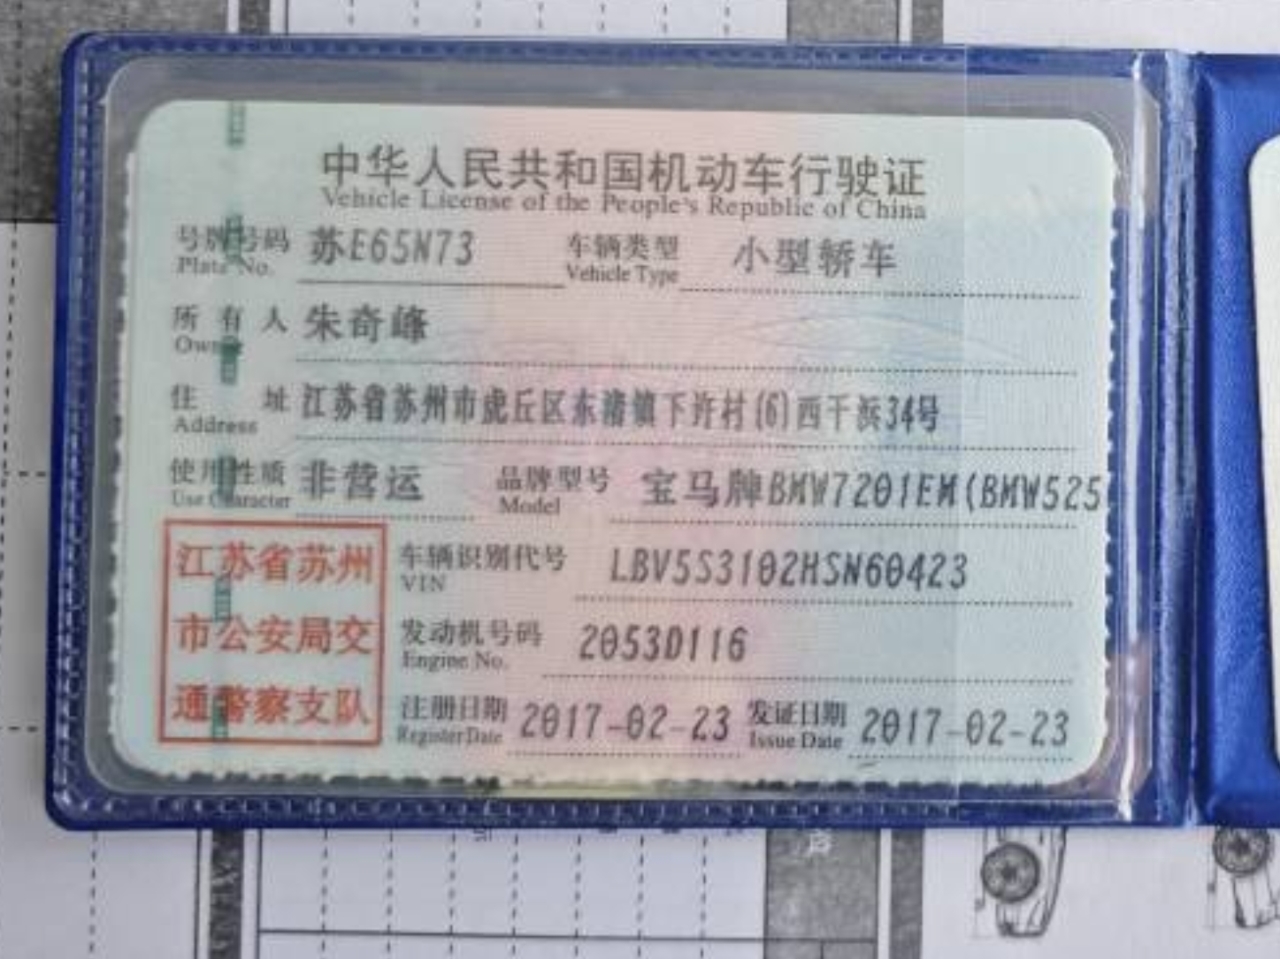 中华人民共和国机动车行驶证
Vehicle License of the People's Republic of China
号牌号码 苏E65N73 车辆类型 小型轿车
Plate No. Vehicle Type
所有人 朱奇峰
Owner
住址 江苏省苏州市虎丘区东渚镇下许村(6)西干浜34号
Address
使用性质 非营运 品牌型号 宝马牌BMW7201EM(BMW525
Use Character Model
江苏省苏州
市公安局交
通警察支队
车辆识别代号 LBV5S3102HSN60423
VIN
发动机号码 2053D116
Engine No.
注册日期 2017-02-23 发证日期 2017-02-23
Register Date Issue Date